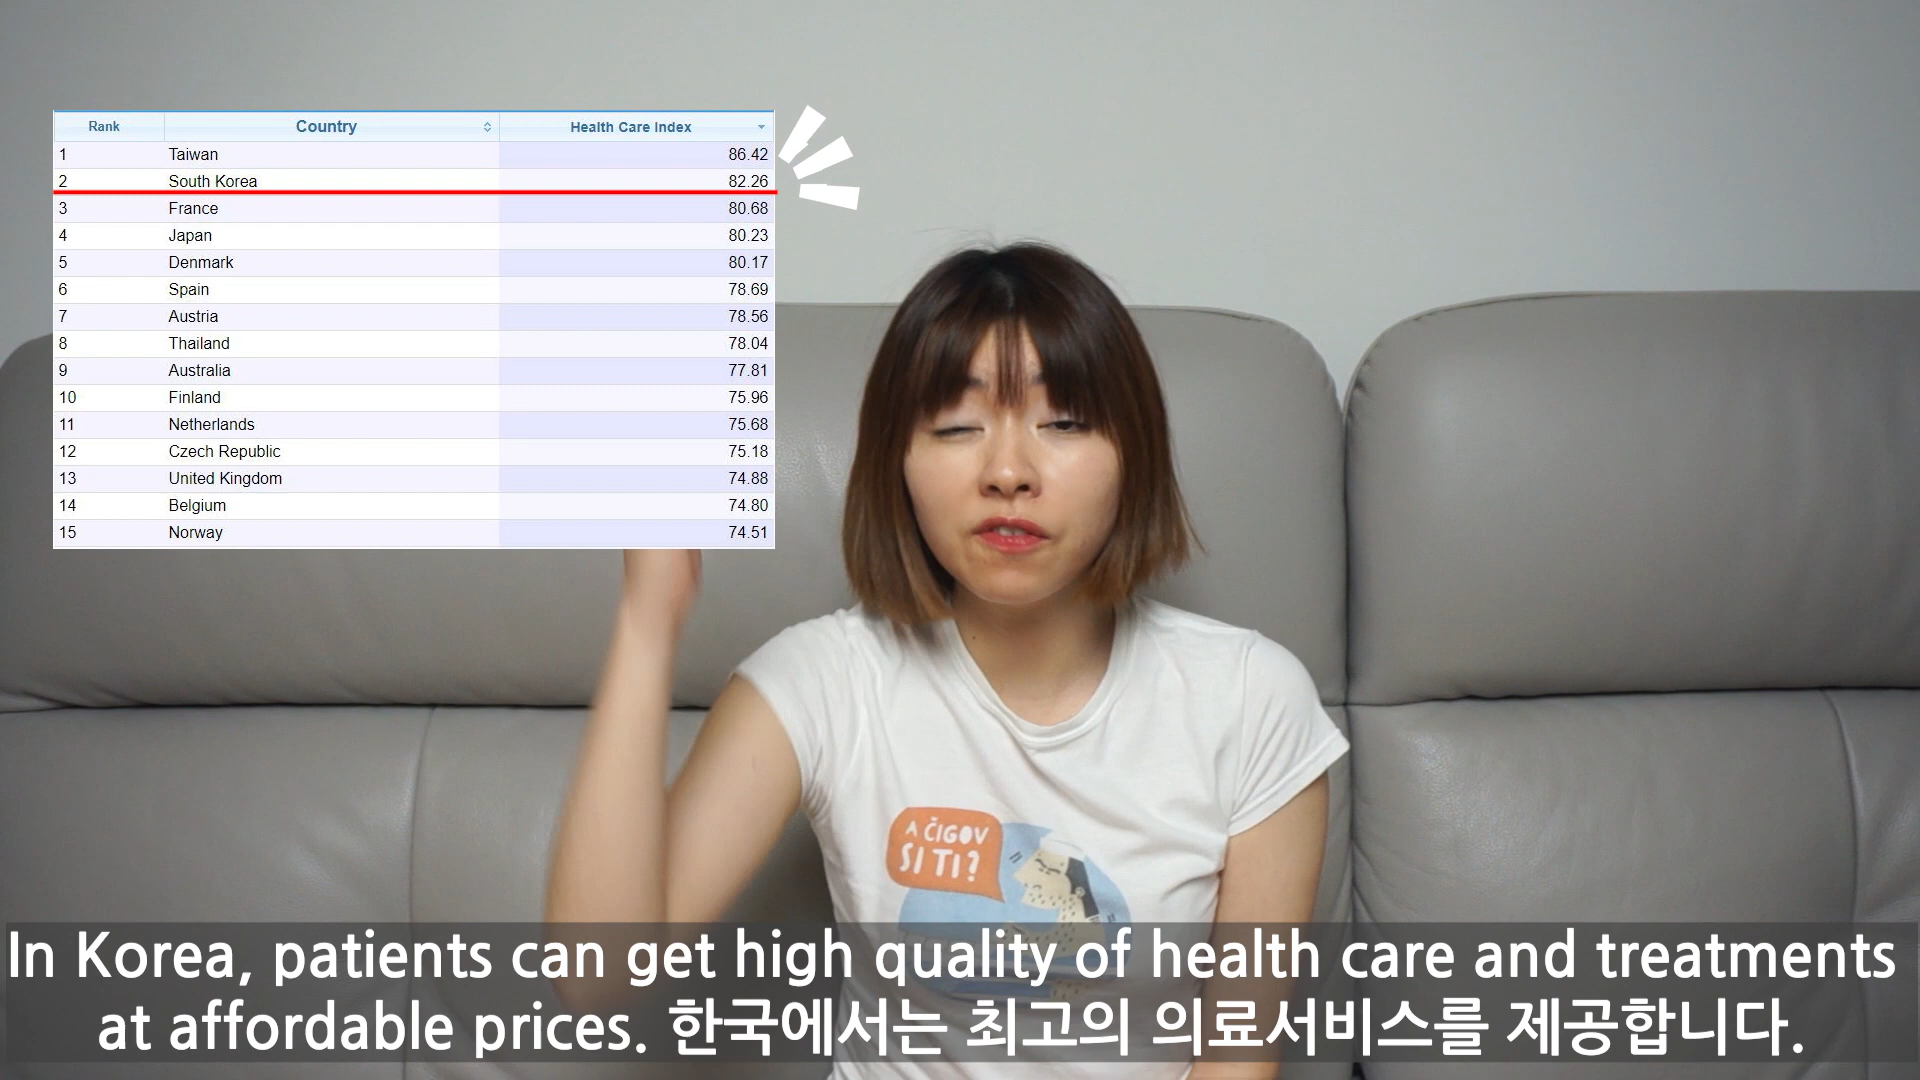 Rank Country Health Care Index
1 Taiwan 86.42
2 South Korea 82.26
3 France 80.68
4 Japan 80.23
5 Denmark 80.17
6 Spain 78.69
7 Austria 78.56
8 Thailand 78.04
9 Australia 77.81
10 Finland 75.96
11 Netherlands 75.68
12 Czech Republic 75.18
13 United Kingdom 74.88
14 Belgium 74.80
15 Norway 74.51
A ČIGOV
SI TI?
In Korea, patients can get high quality of health care and treatments
at affordable prices. 한국에서는 최고의 의료서비스를 제공합니다.